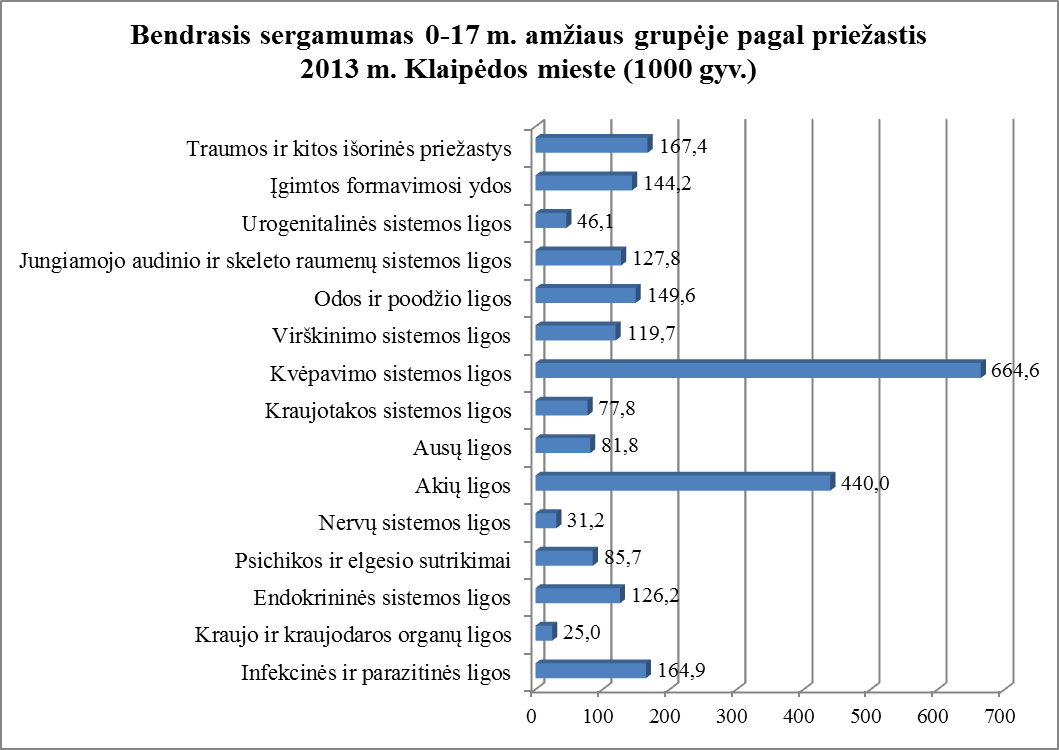 Bendrasis sergamumas 0-17 m. amžiaus grupėje pagal priežastis
2013 m. Klaipėdos mieste (1000 gyv.)
Traumos ir kitos išorinės priežastys 167,4
Įgimtos formavimosi ydos 144,2
Urogenitalinės sistemos ligos 46,1
Jungiamojo audinio ir skeleto raumenų sistemos ligos 127,8
Odos ir poodžio ligos 149,6
Virškinimo sistemos ligos 119,7
Kvėpavimo sistemos ligos 664,6
Kraujotakos sistemos ligos 77,8
Ausų ligos 81,8
Akių ligos 440,0
Nervų sistemos ligos 31,2
Psichikos ir elgesio sutrikimai 85,7
Endokrininės sistemos ligos 126,2
Kraujo ir kraujodaros organų ligos 25,0
Infekcinės ir parazitinės ligos 164,9
0 100 200 300 400 500 600 700